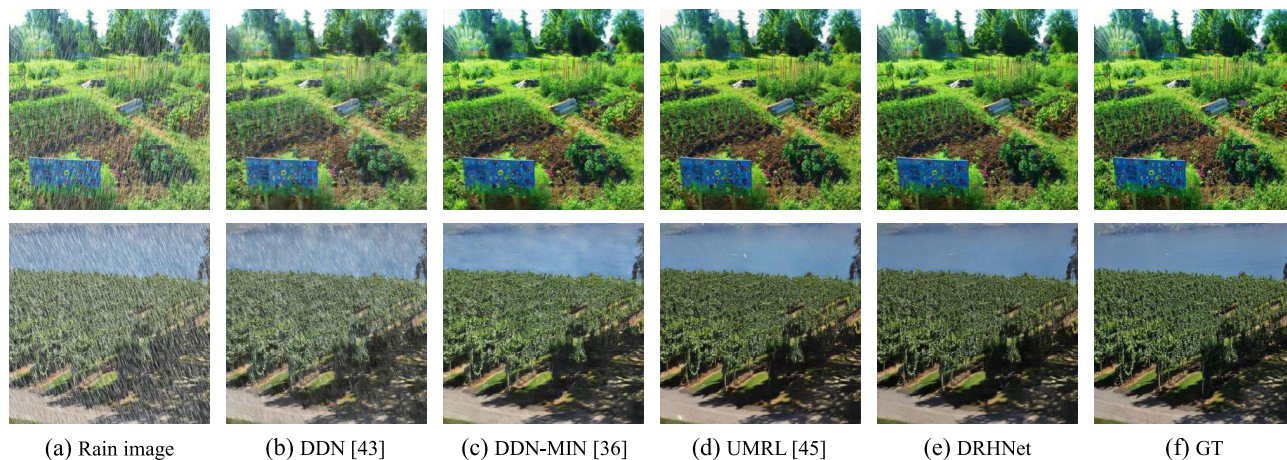 (a) Rain image (b) DDN [43] (c) DDN-MIN [36] (d) UMRL [45] (e) DRHNet (f) GT